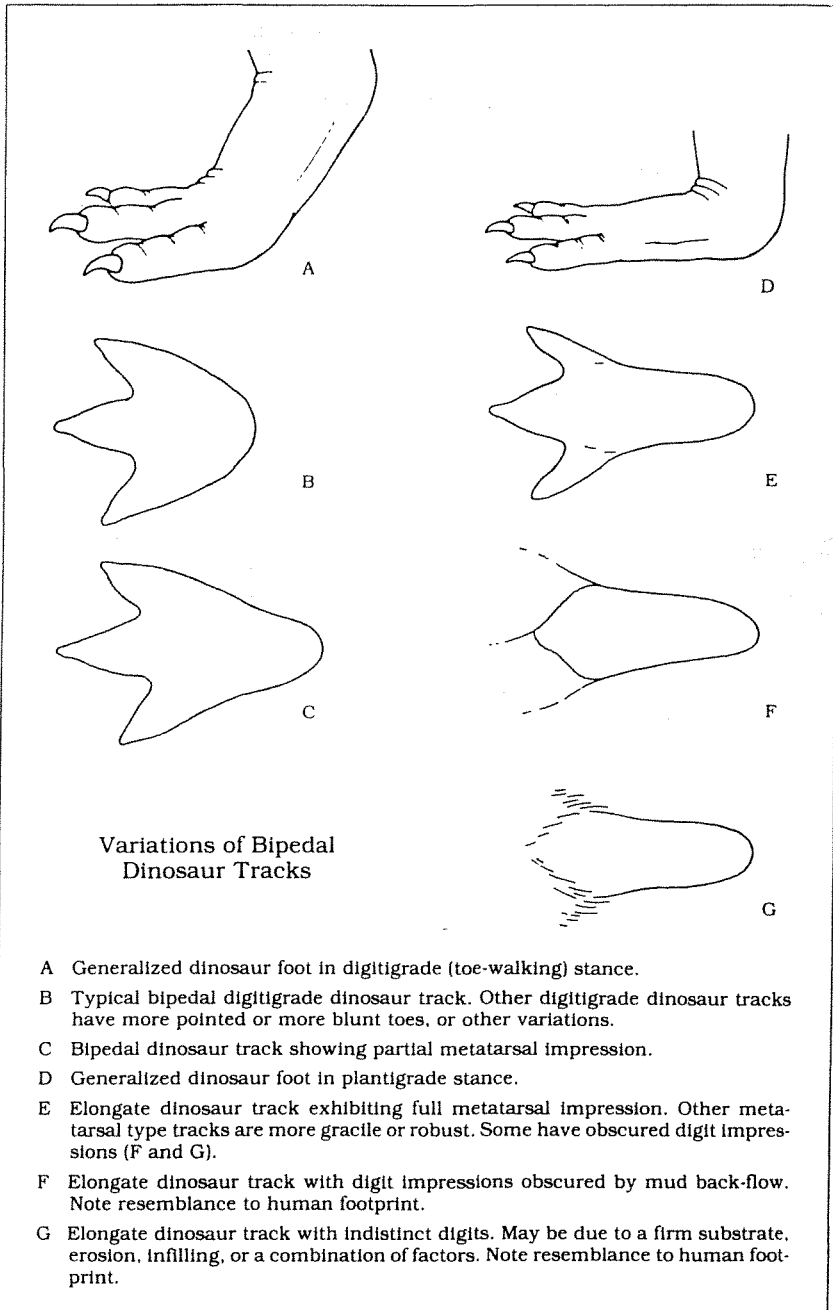 A
D
B
E
C
F
Variations of Bipedal
Dinosaur Tracks
G
A Generalized dinosaur foot in digitigrade (toe-walking) stance.
B Typical bipedal digitigrade dinosaur track. Other digitigrade dinosaur tracks
have more pointed or more blunt toes, or other variations.
C Bipedal dinosaur track showing partial metatarsal impression.
D Generalized dinosaur foot in plantigrade stance.
E Elongate dinosaur track exhibiting full metatarsal impression. Other meta-
tarsal type tracks are more gracile or robust. Some have obscured digit impres-
sions (F and G).
F Elongate dinosaur track with digit impressions obscured by mud back-flow.
Note resemblance to human footprint.
G Elongate dinosaur track with indistinct digits. May be due to a firm substrate,
erosion, infilling, or a combination of factors. Note resemblance to human foot-
print.